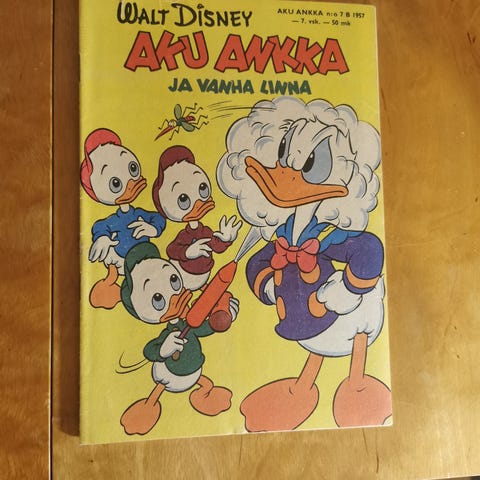 WALT DISNEY
AKU ANKKA n:o 7 B 1957
— 7. vsk. — 50 mk
AKU ANKKA
JA VANHA LINNA